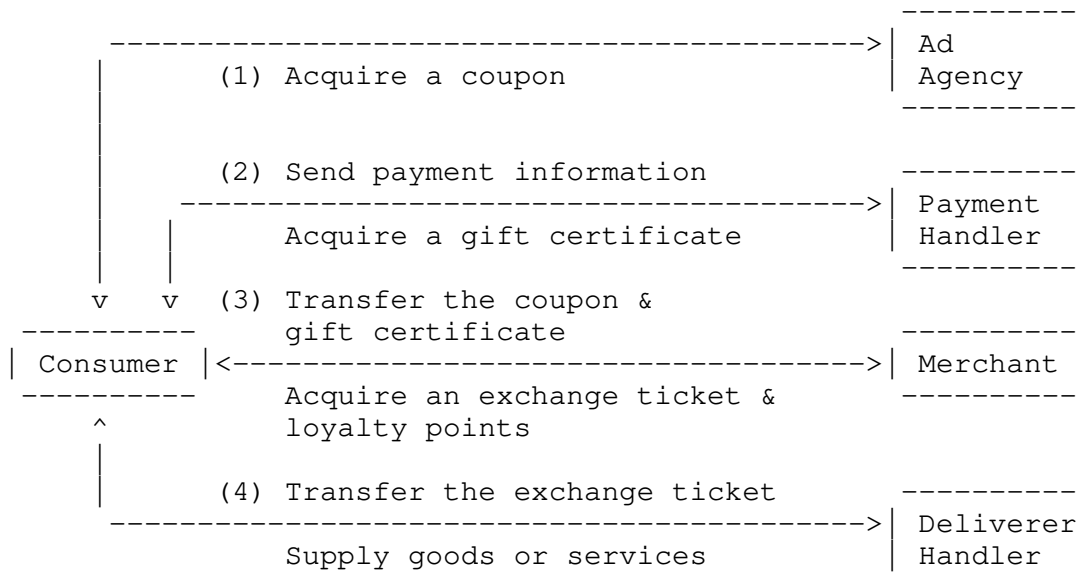 Ad
(1) Acquire a coupon Agency
(2) Send payment information
Payment
Acquire a gift certificate Handler
v v (3) Transfer the coupon &
gift certificate
Consumer Merchant
Acquire an exchange ticket &
^ loyalty points
(4) Transfer the exchange ticket
Deliverer
Supply goods or services Handler